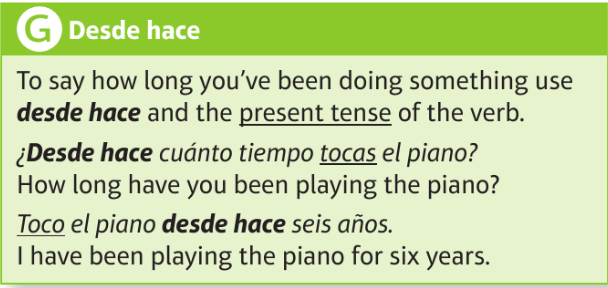 G Desde hace
To say how long you've been doing something use
desde hace and the present tense of the verb.
¿Desde hace cuánto tiempo tocas el piano?
How long have you been playing the piano?
Toco el piano desde hace seis años.
I have been playing the piano for six years.